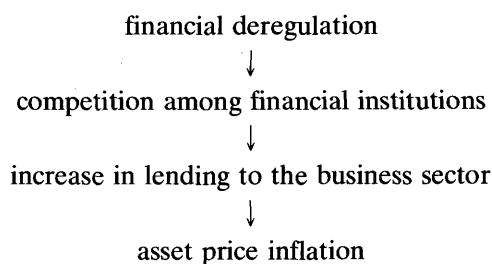 financial deregulation
↓
competition among financial institutions
↓
increase in lending to the business sector
↓
asset price inflation